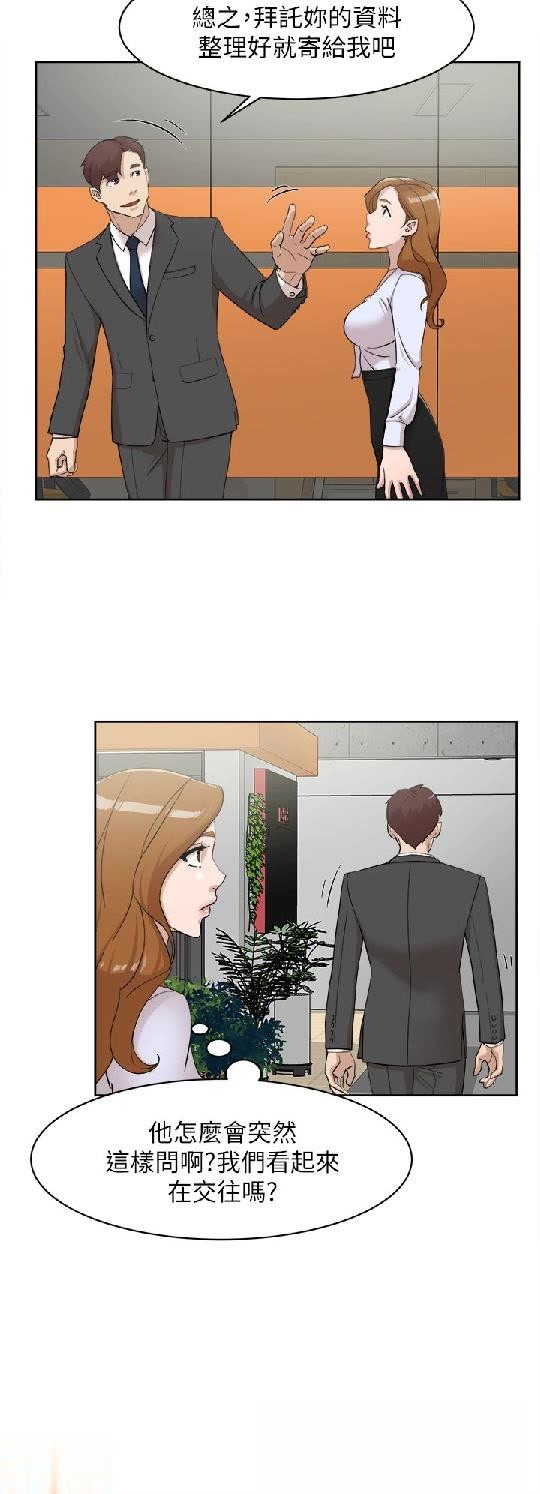 總之，拜託妳的資料
整理好就寄給我吧
他怎麼會突然
這樣問啊？我們看起來
在交往嗎？